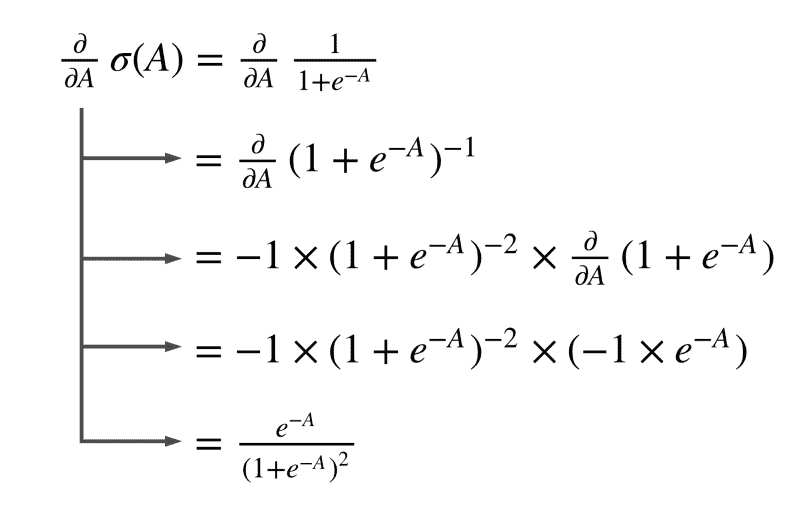 ∂/∂A σ(A) = ∂/∂A 1/(1+e^{−A})
= ∂/∂A (1 + e^{−A})^{−1}
= −1 × (1 + e^{−A})^{−2} × ∂/∂A (1 + e^{−A})
= −1 × (1 + e^{−A})^{−2} × (−1 × e^{−A})
= e^{−A}/(1+e^{−A})^2